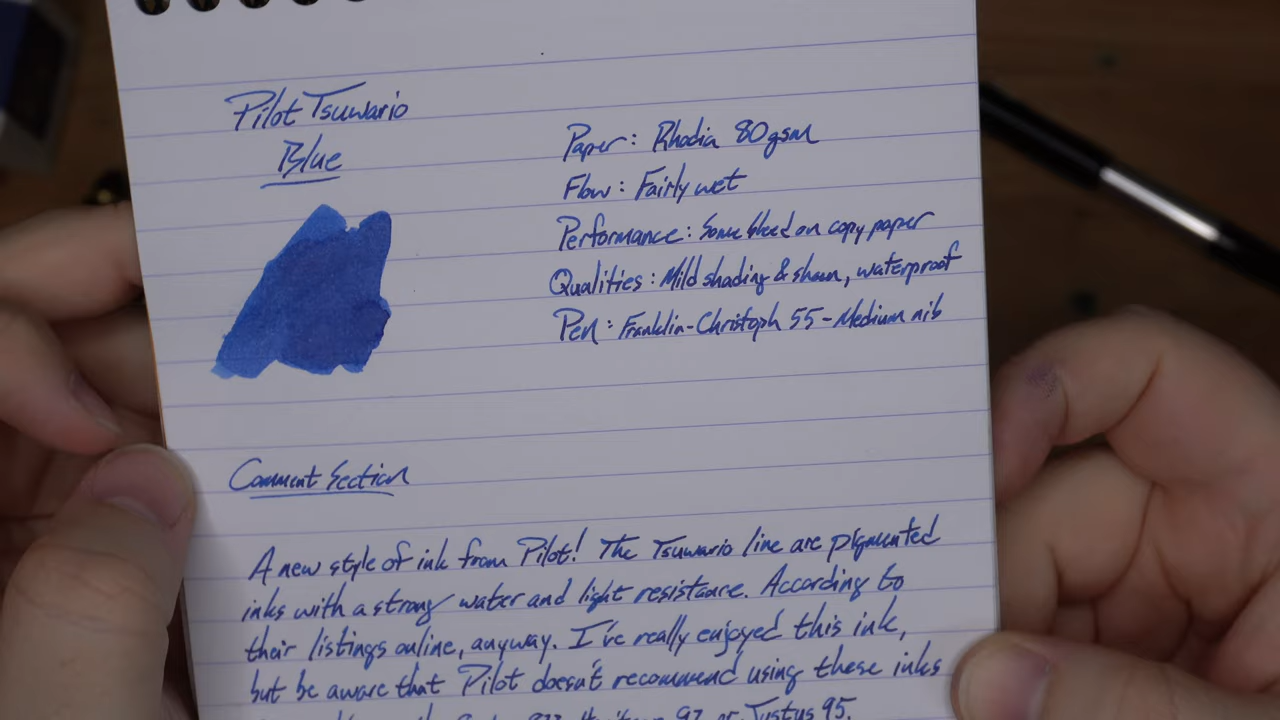 Pilot Tsuwario
Blue
Paper: Rhodia 80gsm
Flow: Fairly wet
Performance: Some bleed on copy paper
Qualities: Mild shading & sheen, waterproof
Pen: Franklin-Christoph 55-Medium nib
Comment Section
A new style of ink from Pilot! The Tsuwario line are pigmented
inks with a strong water and light resistance. According to
their listings online, anyway. I've really enjoyed this ink,
but be aware that Pilot doesn't recommend using these inks
or Justus 95.